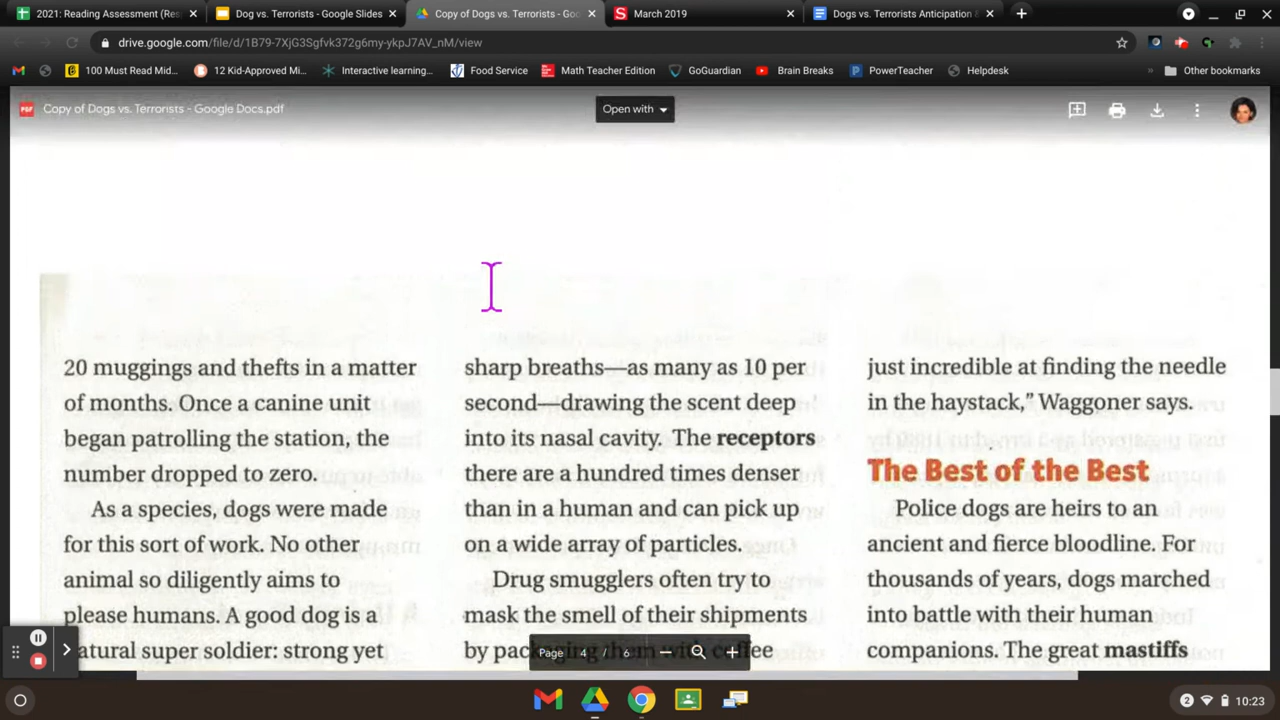 2021: Reading Assessment (Res
Dog vs. Terrorists - Google Slides
Copy of Dogs vs. Terrorists - Goo
March 2019
Dogs vs. Terrorists Anticipation
drive.google.com/file/d/1B79-7XjG3Sgfvk372g6my-ykpJ7AV_nM/view
100 Must Read Mid...
12 Kid-Approved Mi...
Interactive learning...
Food Service
Math Teacher Edition
GoGuardian
Brain Breaks
PowerTeacher
Helpdesk
»
Other bookmarks
PDF
Copy of Dogs vs. Terrorists - Google Docs.pdf
Open with
20 muggings and thefts in a matter
of months. Once a canine unit
began patrolling the station, the
number dropped to zero.
As a species, dogs were made
for this sort of work. No other
animal so diligently aims to
please humans. A good dog is a
natural super soldier: strong yet
sharp breaths—as many as 10 per
second—drawing the scent deep
into its nasal cavity. The receptors
there are a hundred times denser
than in a human and can pick up
on a wide array of particles.
Drug smugglers often try to
mask the smell of their shipments
by packaging them with coffee
just incredible at finding the needle
in the haystack,” Waggoner says.
The Best of the Best
Police dogs are heirs to an
ancient and fierce bloodline. For
thousands of years, dogs marched
into battle with their human
companions. The great mastiffs
Page 4 / 6
2
10:23